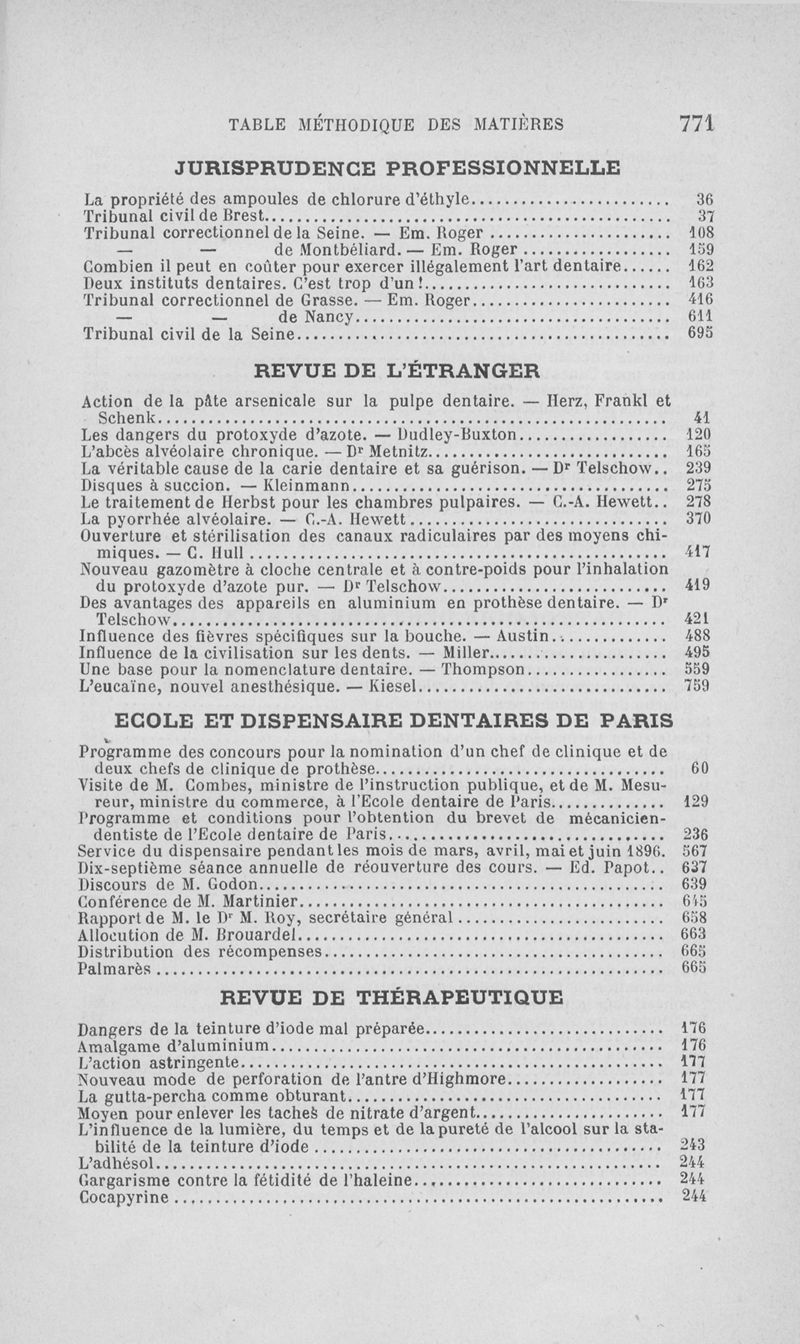 TABLE MÉTHODIQUE DES MATIÈRES 771
JURISPRUDENCE PROFESSIONNELLE
La propriété des ampoules de chlorure d'éthyle........................ 36
Tribunal civil de Brest................................................ 37
Tribunal correctionnel de la Seine. — Em. Roger ...................... 108
— — de Montbéliard. — Em. Roger .................. 159
Combien il peut en coûter pour exercer illégalement l'art dentaire...... 162
Deux instituts dentaires. C'est trop d'un !............................. 163
Tribunal correctionnel de Grasse. — Em. Roger........................ 416
— — de Nancy...................................... 611
Tribunal civil de la Seine............................................. 695
REVUE DE L'ÉTRANGER
Action de la pâte arsenicale sur la pulpe dentaire. — Herz, Frankl et
Schenk............................................................ 41
Les dangers du protoxyde d'azote. — Dudley-Buxton.................. 120
L'abcès alvéolaire chronique. — Dr Metnitz............................ 165
La véritable cause de la carie dentaire et sa guérison. — Dr Telschow.. 239
Disques à succion. — Kleinmann...................................... 275
Le traitement de Herbst pour les chambres pulpaires. — C.-A. Hewett.. 278
La pyorrhée alvéolaire. — C.-A. Hewett............................... 370
Ouverture et stérilisation des canaux radiculaires par des moyens chi-
miques. — C. Hull .................................................. 417
Nouveau gazomètre à cloche centrale et à contre-poids pour l'inhalation
du protoxyde d'azote pur. — Dr Telschow........................... 419
Des avantages des appareils en aluminium en prothèse dentaire. — Dr
Telschow........................................................... 421
Influence des fièvres spécifiques sur la bouche. — Austin.............. 488
Influence de la civilisation sur les dents. — Miller...................... 495
Une base pour la nomenclature dentaire. — Thompson................. 559
L'eucaïne, nouvel anesthésique. — Kiesel.............................. 759
ECOLE ET DISPENSAIRE DENTAIRES DE PARIS
Programme des concours pour la nomination d'un chef de clinique et de
deux chefs de clinique de prothèse.................................. 60
Visite de M. Combes, ministre de l'instruction publique, et de M. Mesu-
reur, ministre du commerce, à l'Ecole dentaire de Paris.............. 129
Programme et conditions pour l'obtention du brevet de mécanicien-
dentiste de l'Ecole dentaire de Paris................................. 236
Service du dispensaire pendant les mois de mars, avril, mai et juin 1896. 567
Dix-septième séance annuelle de réouverture des cours. — Ed. Papot.. 637
Discours de M. Godon................................................ 639
Conférence de M. Martinier........................................... 645
Rapport de M. le Dr M. Roy, secrétaire général ......................... 658
Allocution de M. Brouardel........................................... 663
Distribution des récompenses......................................... 665
Palmarès ............................................................ 665
REVUE DE THÉRAPEUTIQUE
Dangers de la teinture d'iode mal préparée............................ 176
Amalgame d'aluminium............................................... 176
L'action astringente.................................................. 177
Nouveau mode de perforation de l'antre d'Highmore................... 177
La gutta-percha comme obturant...................................... 177
Moyen pour enlever les taches de nitrate d'argent....................... 177
L'influence de la lumière, du temps et de la pureté de l'alcool sur la sta-
bilité de la teinture d'iode .......................................... 243
L'adhésol............................................................ 244
Gargarisme contre la fétidité de l'haleine.............................. 244
Cocapyrine .......................................................... 244